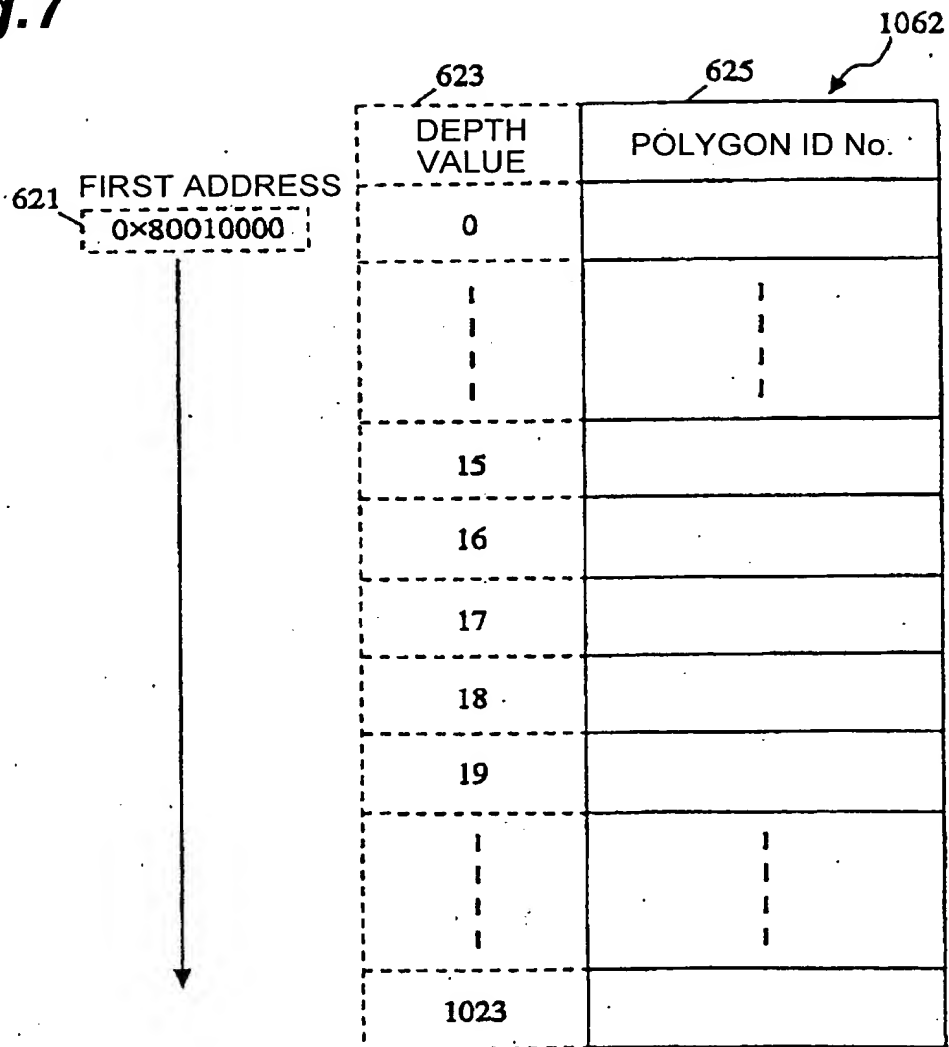 g.7
1062
623
625
DEPTH
VALUE
POLYGON ID No.
621
FIRST ADDRESS
0×80010000
0
15
16
17
18
19
1023